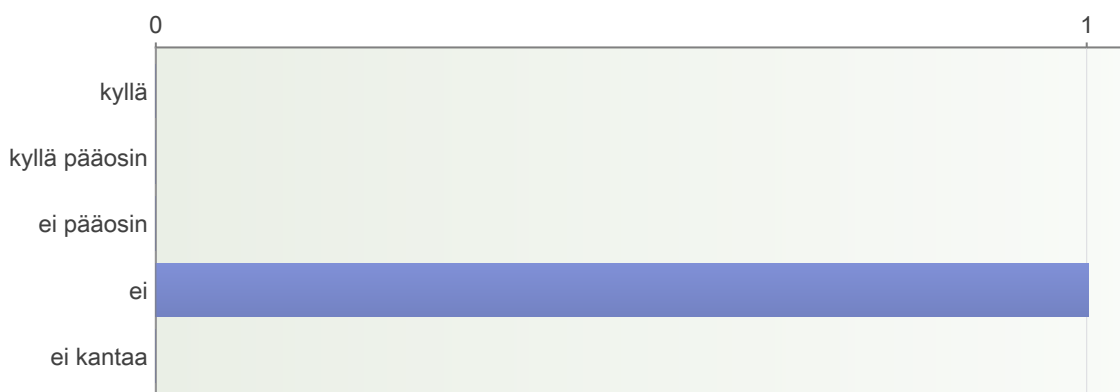 0 1
kyllä
kyllä pääosin
ei pääosin
ei
ei kantaa